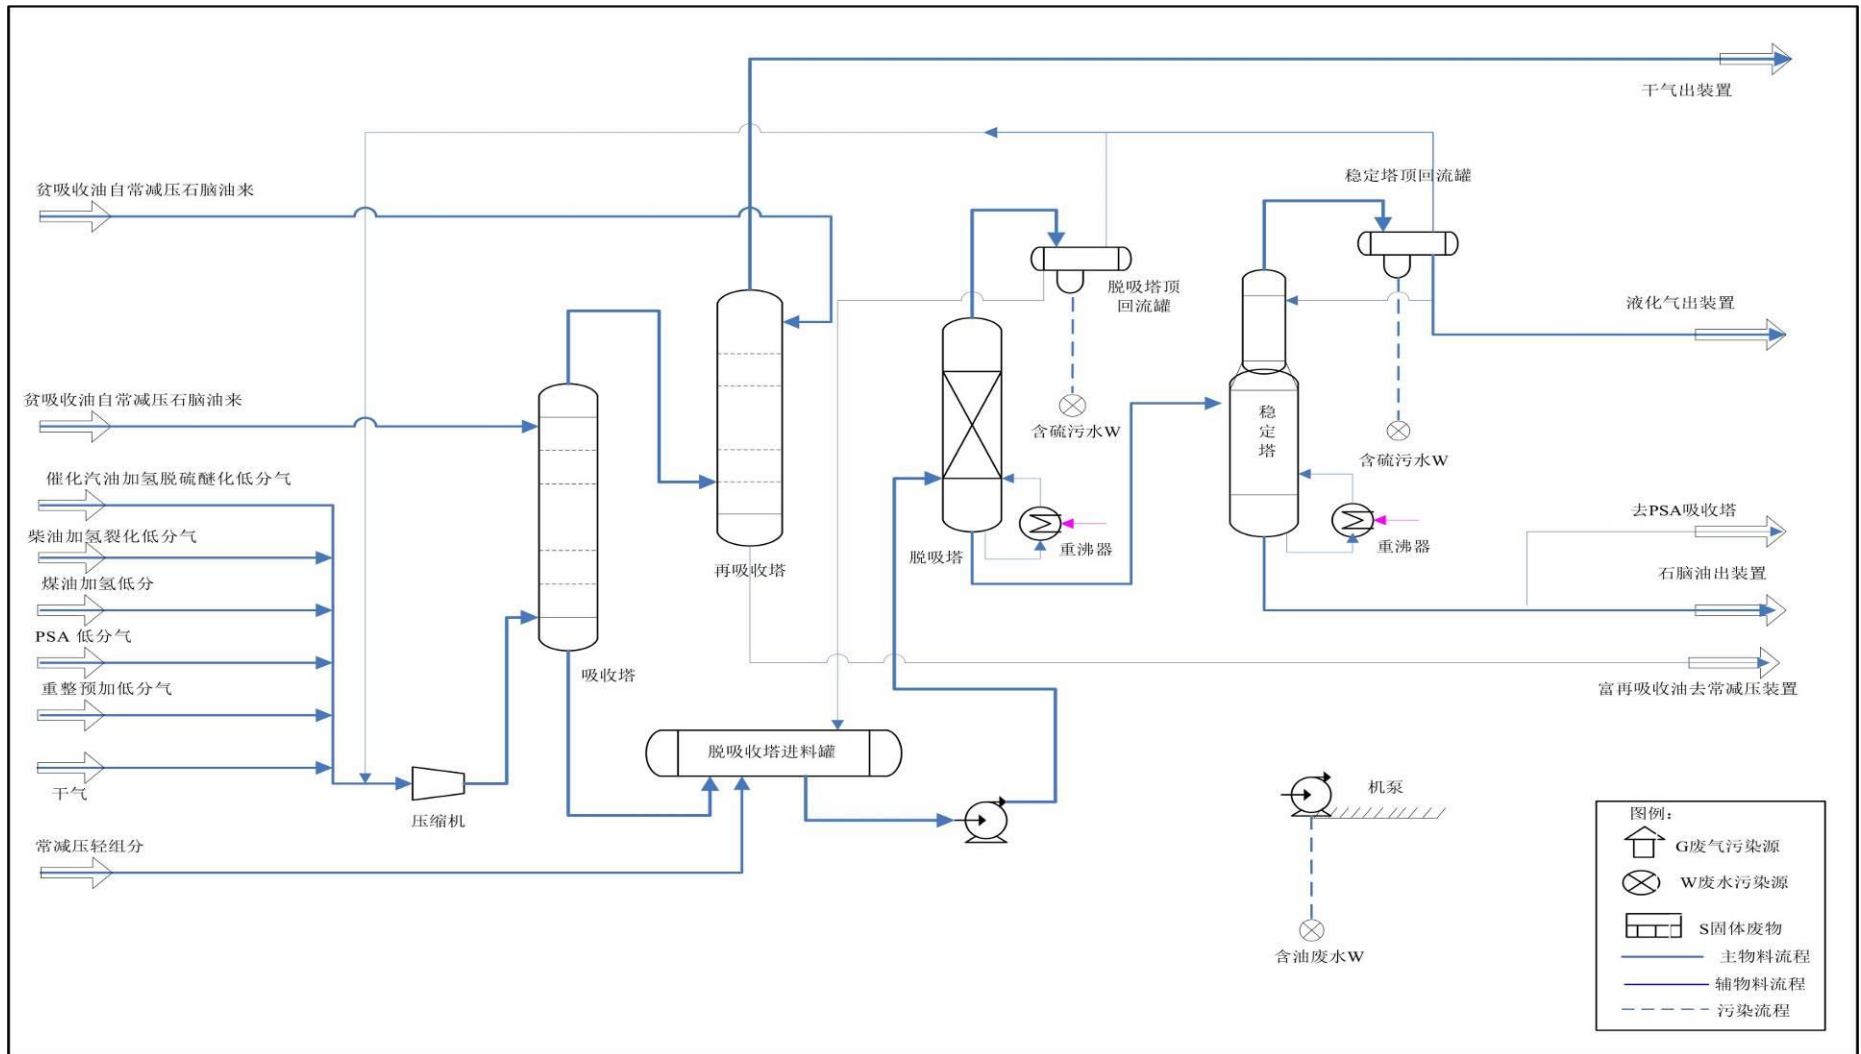 干气出装置
贫吸收油自常减压石脑油来
稳定塔顶回流罐
脱吸塔顶
回流罐
液化气出装置
贫吸收油自常减压石脑油来
稳
定
塔
含硫污水W
含硫污水W
催化汽油加氢脱硫醚化低分气
去PSA吸收塔
柴油加氢裂化低分气
脱吸塔
重沸器
重沸器
再吸收塔
石脑油出装置
煤油加氢低分
PSA 低分气
吸收塔
重整预加低分气
富再吸收油去常减压装置
脱吸收塔进料罐
干气
压缩机
机泵
常减压轻组分
含油废水W
图例：
G废气污染源
W废水污染源
S固体废物
主物料流程
辅物料流程
污染流程